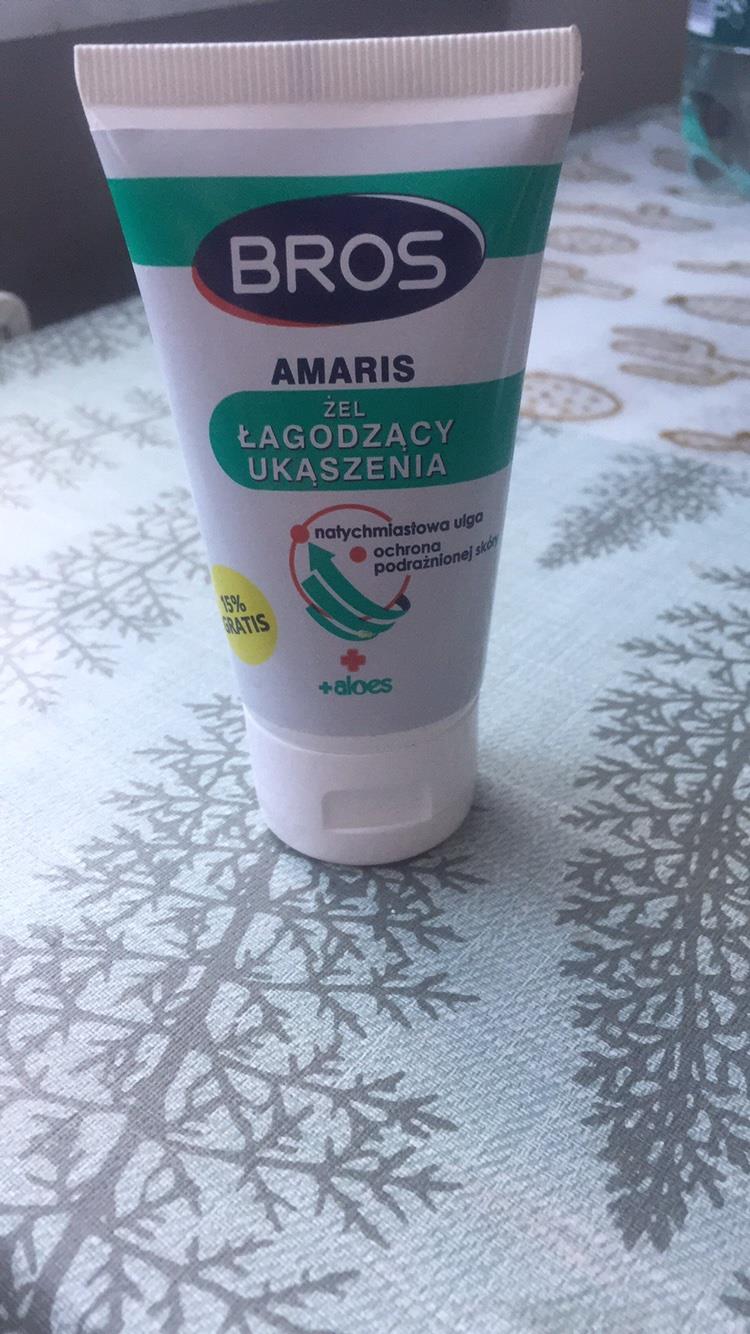 BROS
AMARIS
ŻEL
ŁAGODZĄCY
UKĄSZENIA
natychmiastowa ulga
ochrona
podrażnionej skóry
15%
GRATIS
+aloes